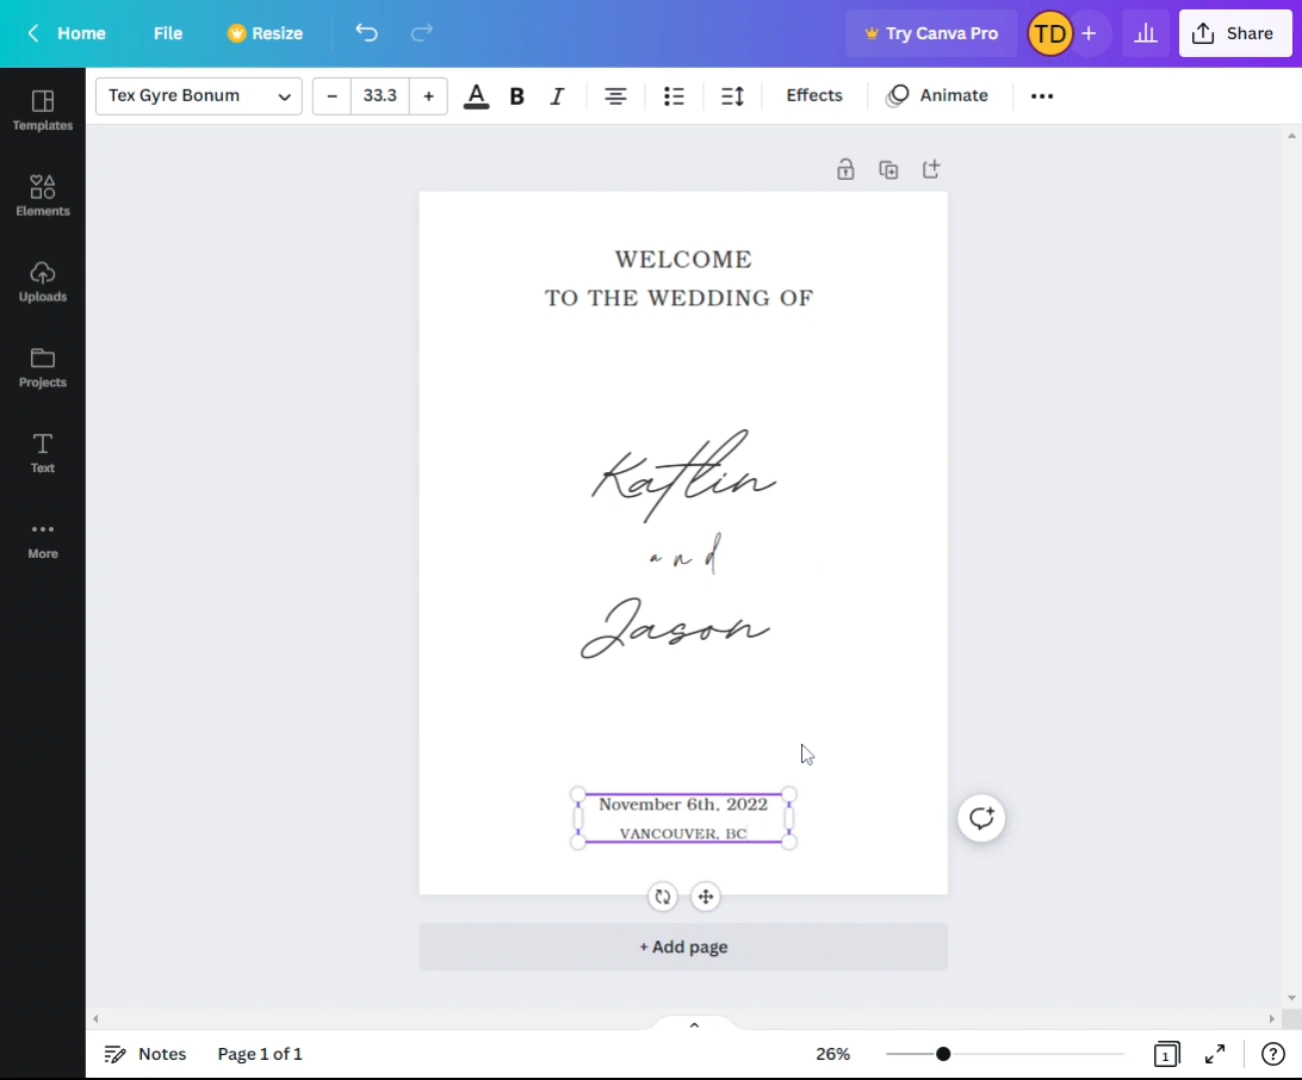 Home
File
Resize
Try Canva Pro
TD
+
Share
Tex Gyre Bonum
- 33.3 +
A
B
I
Effects
Animate
Templates
Elements
Uploads
Projects
T
Text
More
WELCOME
TO THE WEDDING OF
Katlin
and
Jason
November 6th, 2022
VANCOUVER, BC
+ Add page
Notes
Page 1 of 1
26%
1
?